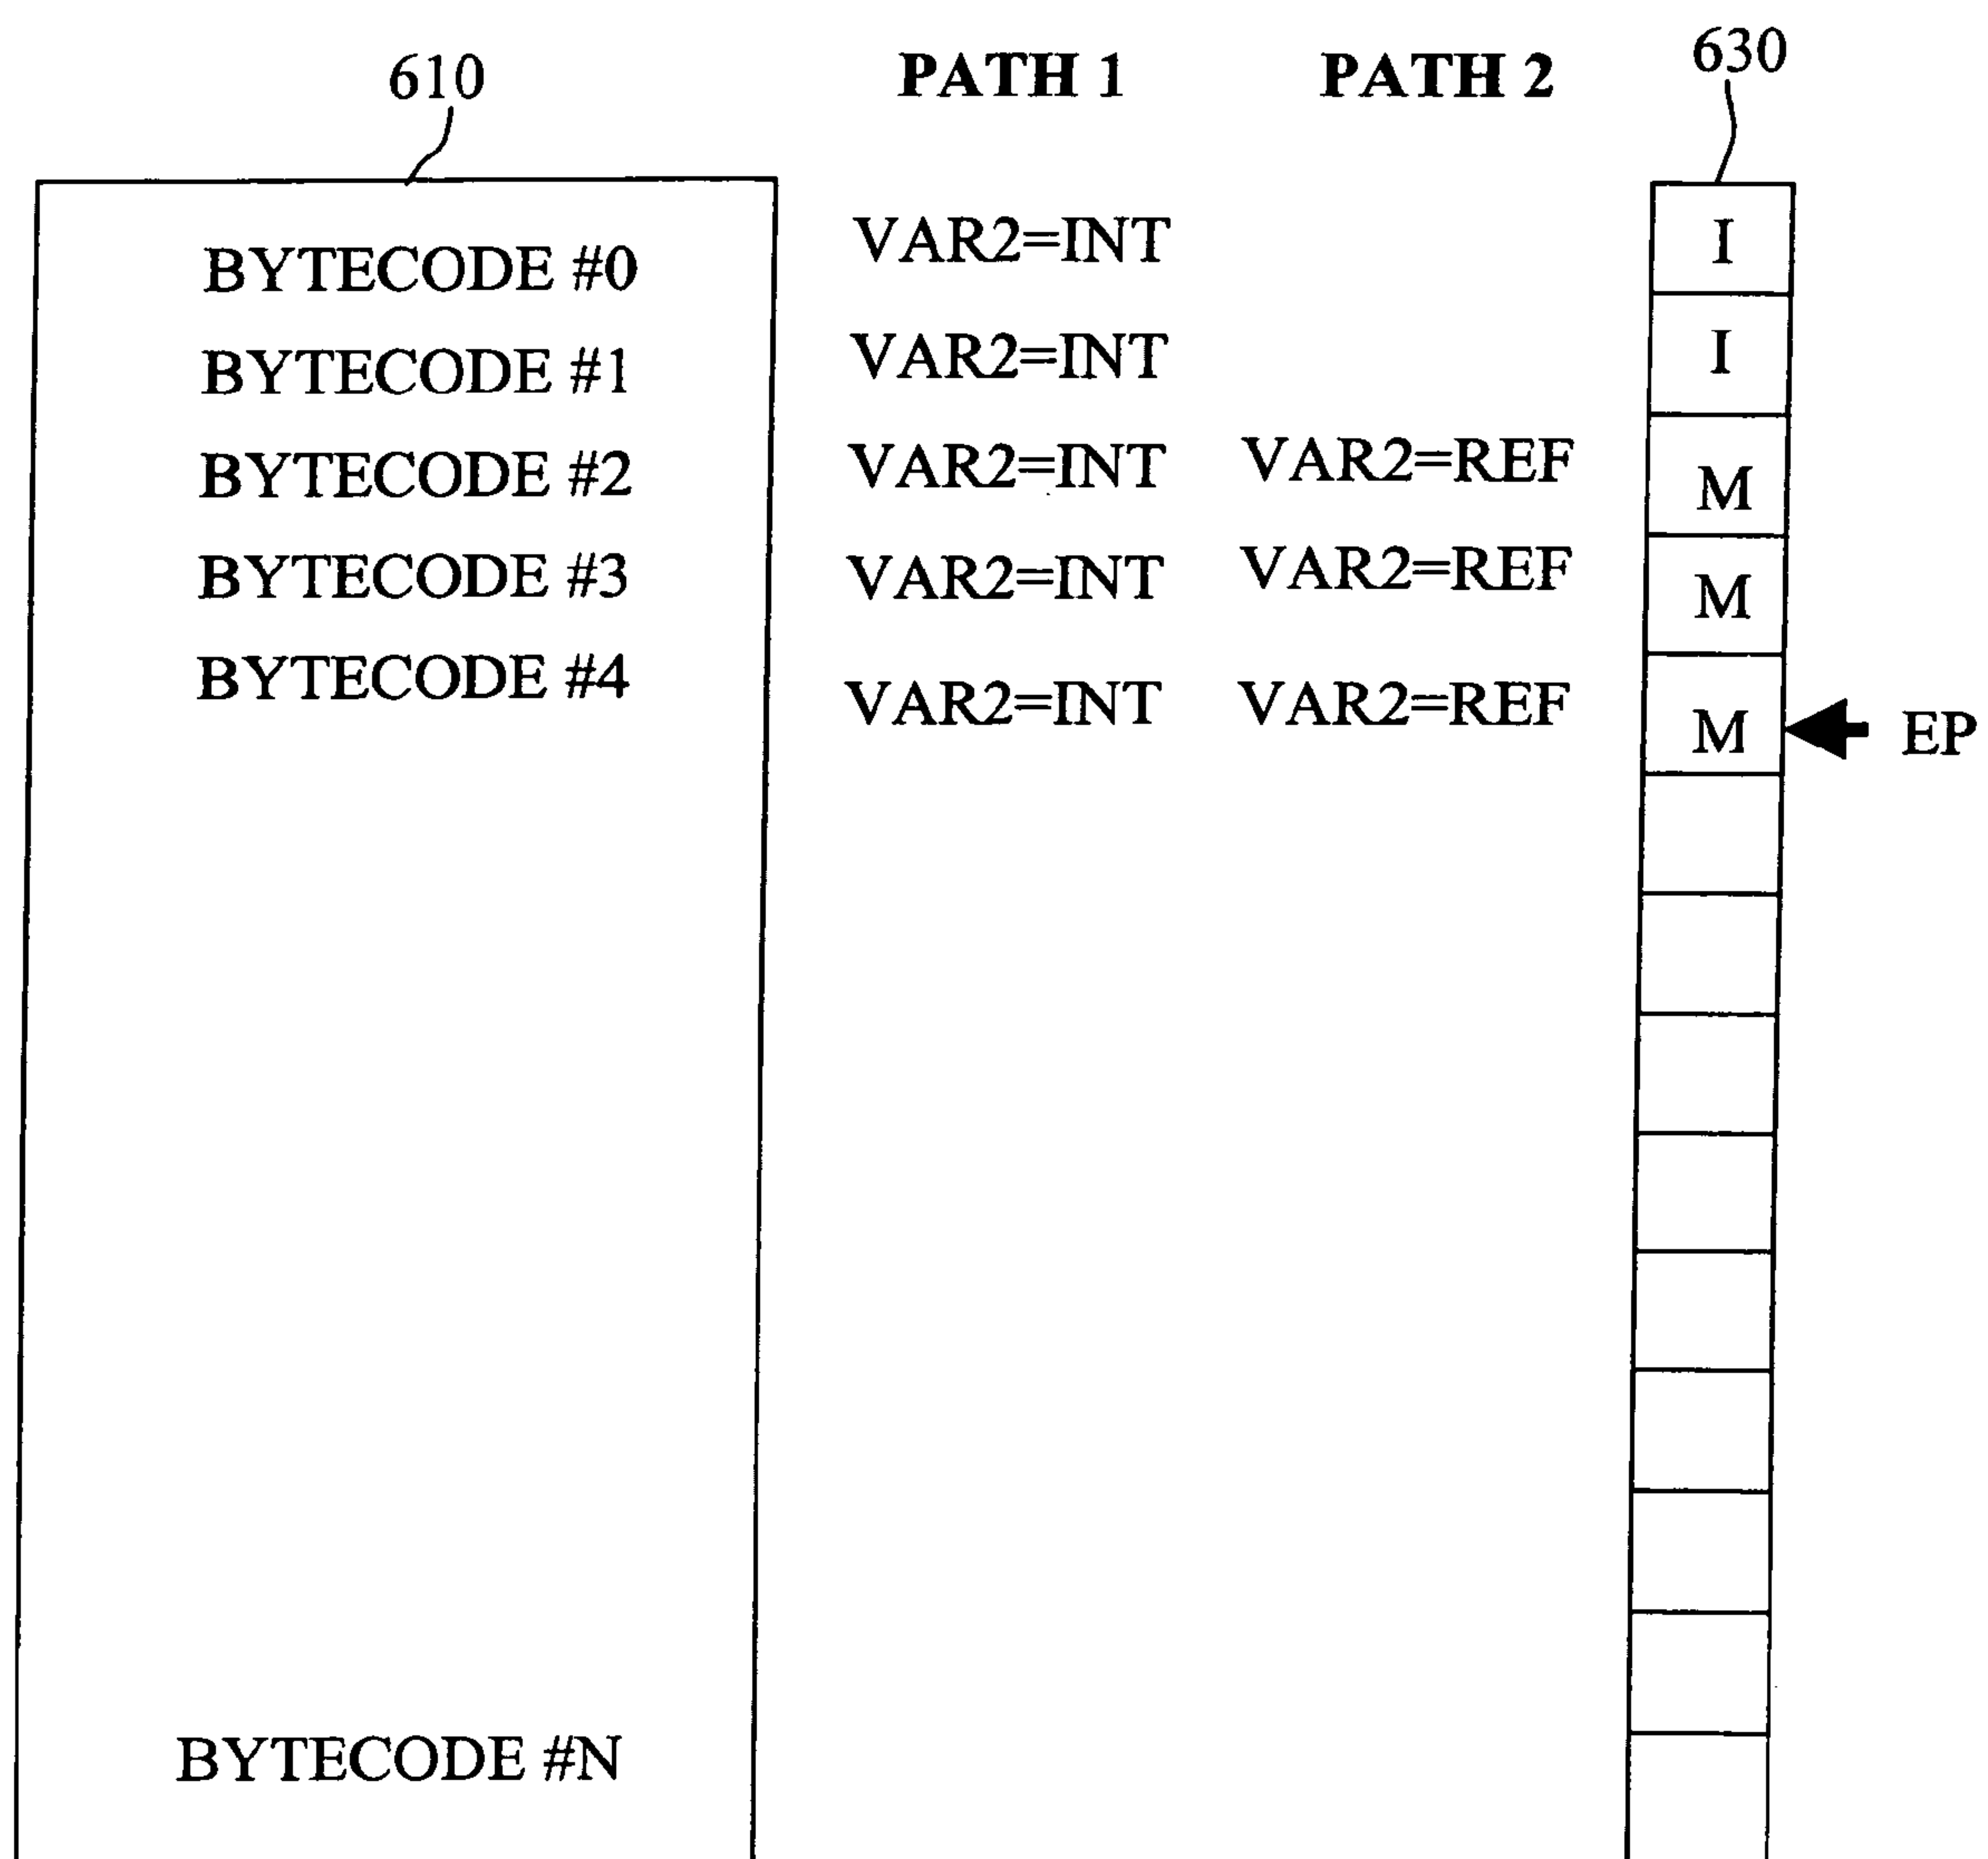 610 PATH 1 PATH 2 630
BYTECODE #0 VAR2=INT I
BYTECODE #1 VAR2=INT I
BYTECODE #2 VAR2=INT VAR2=REF M
BYTECODE #3 VAR2=INT VAR2=REF M
BYTECODE #4 VAR2=INT VAR2=REF M EP
BYTECODE #N